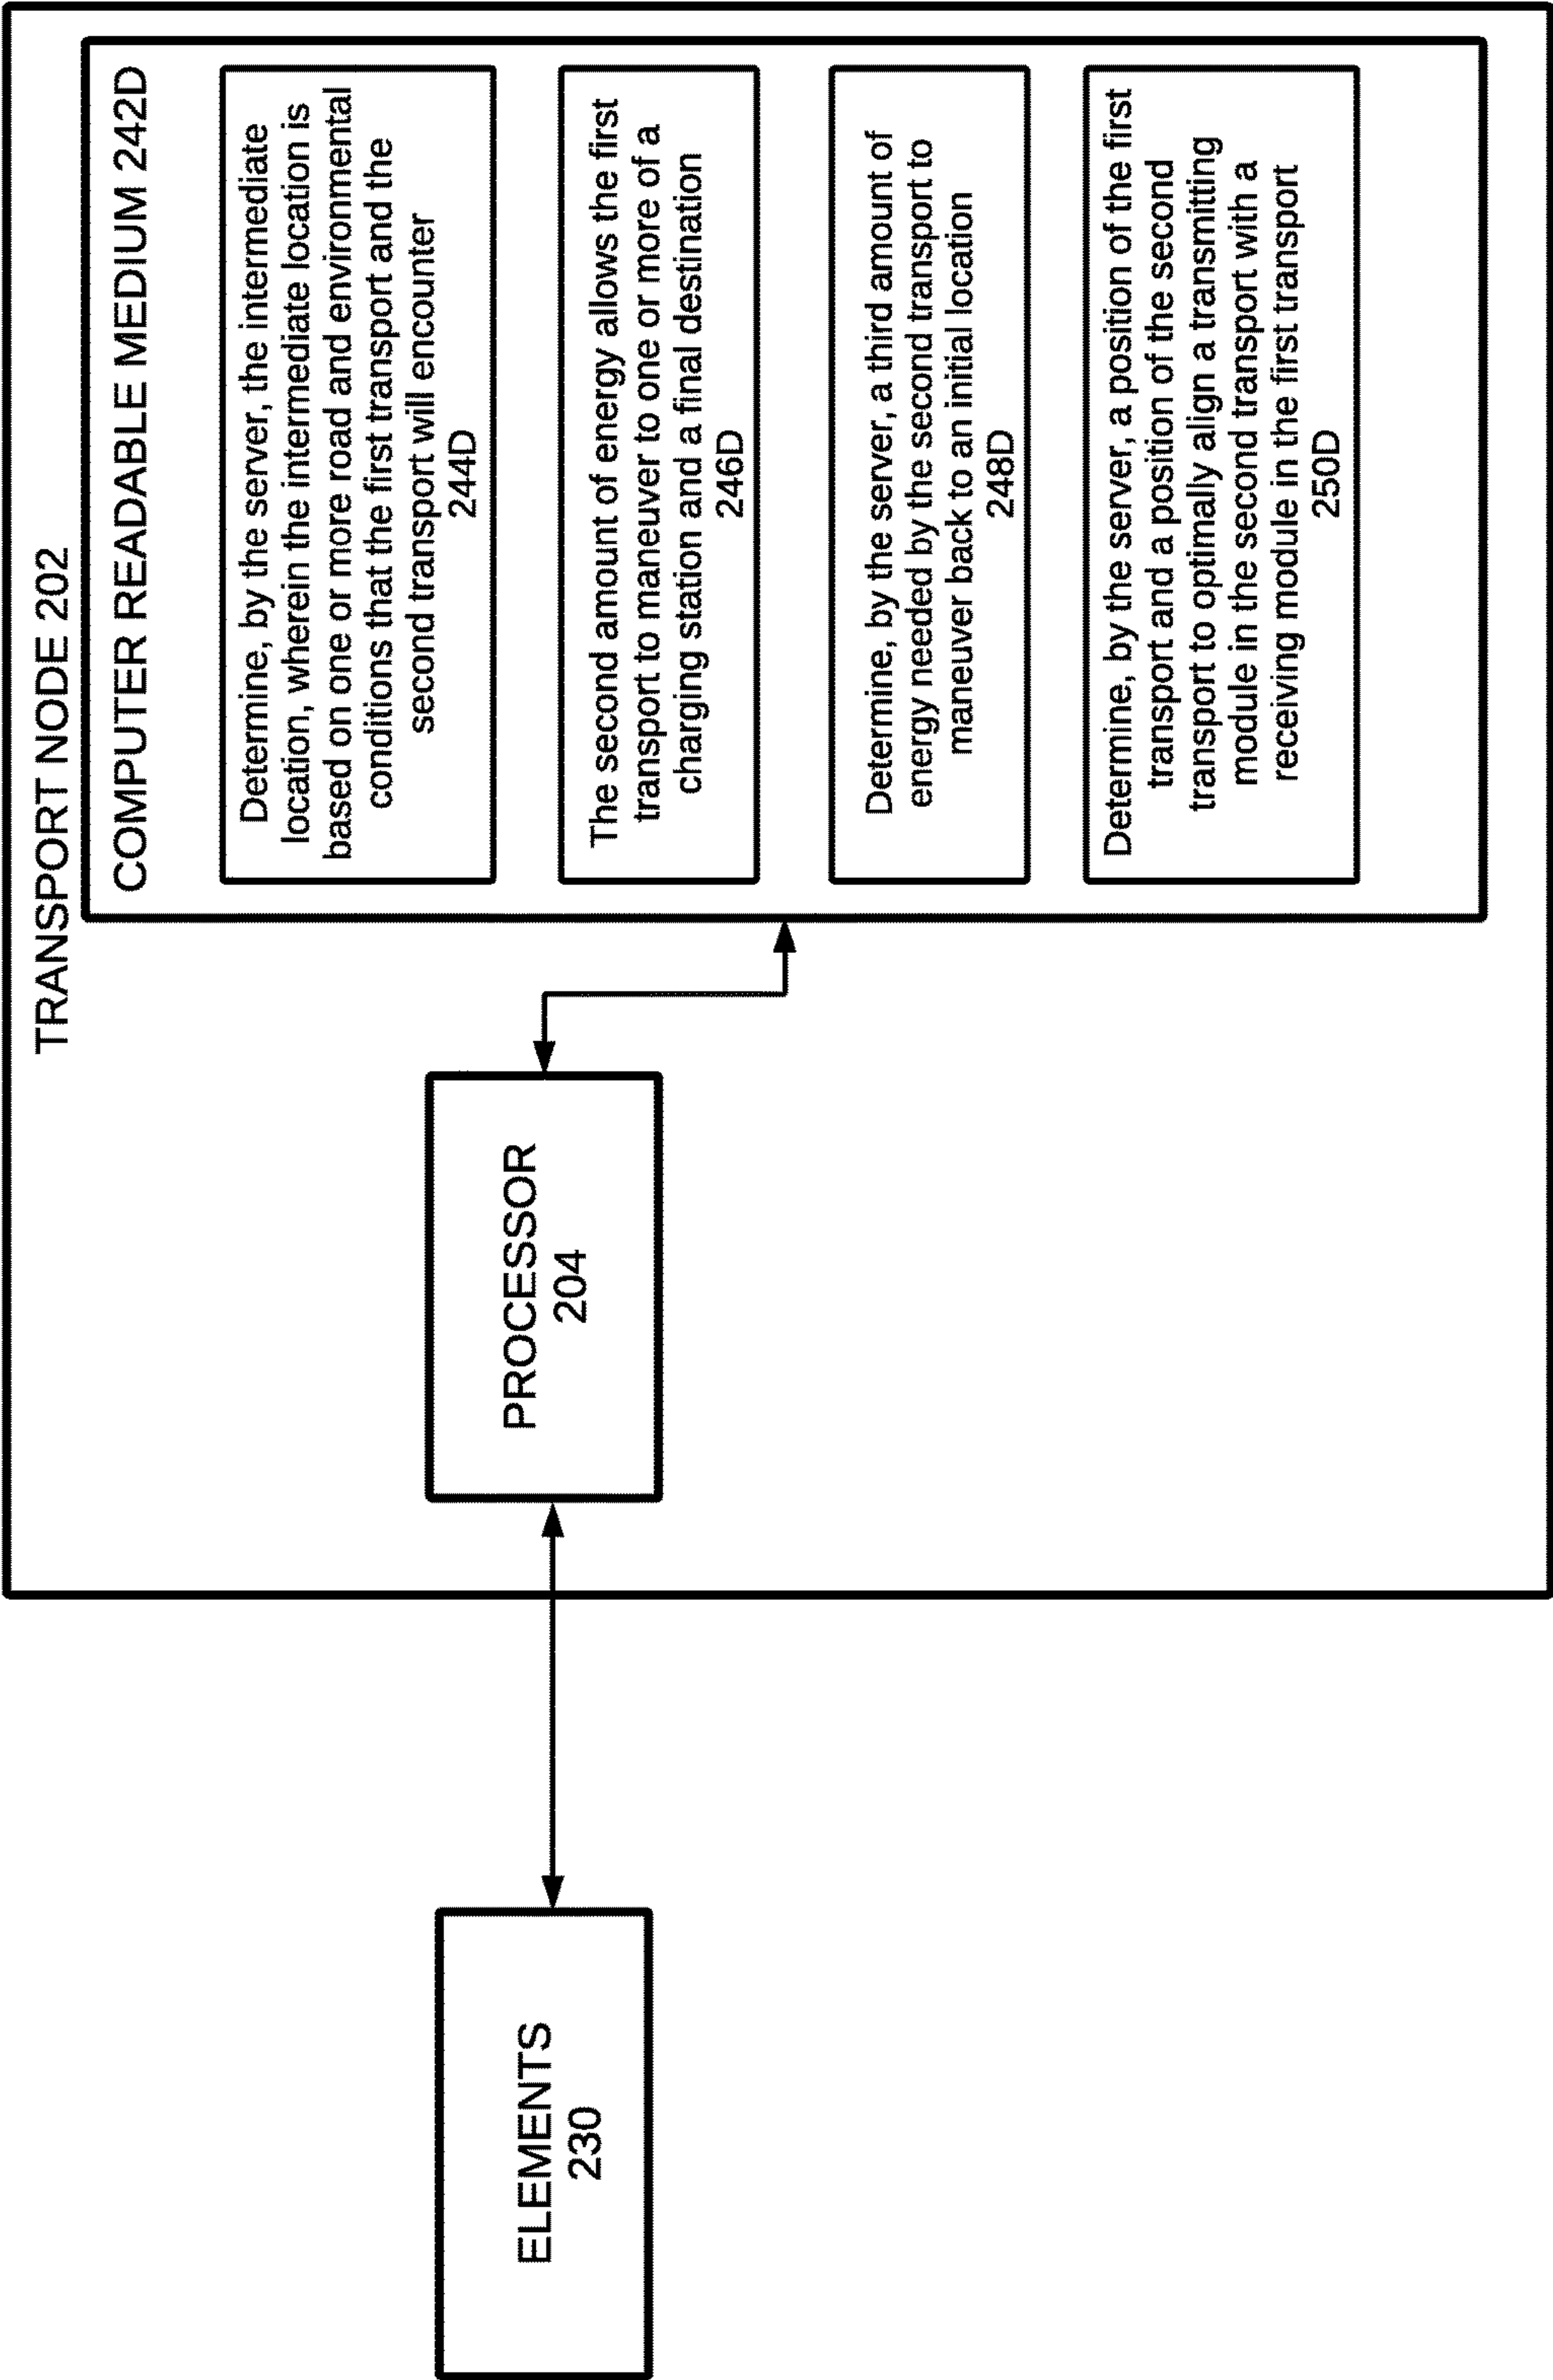 TRANSPORT NODE 202
COMPUTER READABLE MEDIUM 242D
Determine, by the server, the intermediate
location, wherein the intermediate location is
based on one or more road and environmental
conditions that the first transport and the
second transport will encounter
244D
The second amount of energy allows the first
transport to maneuver to one or more of a
charging station and a final destination
246D
Determine, by the server, a third amount of
energy needed by the second transport to
maneuver back to an initial location
248D
Determine, by the server, a position of the first
transport and a position of the second
transport to optimally align a transmitting
module in the second transport with a
receiving module in the first transport
250D
PROCESSOR
204
ELEMENTS
230